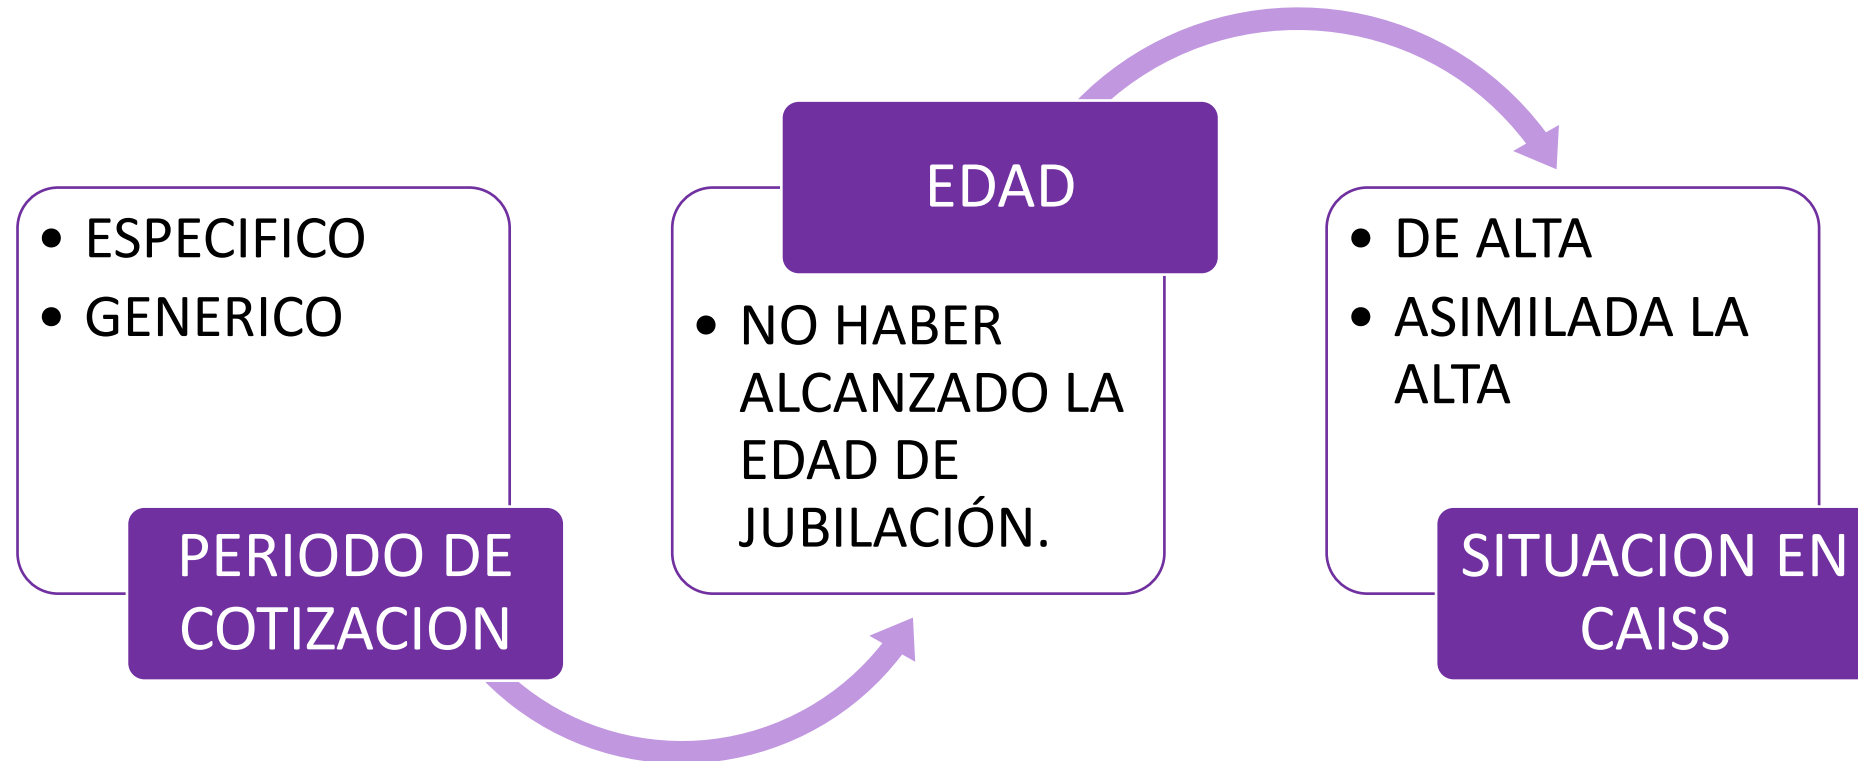 • ESPECIFICO
• GENERICO
PERIODO DE
COTIZACION
EDAD
• NO HABER
ALCANZADO LA
EDAD DE
JUBILACIÓN.
• DE ALTA
• ASIMILADA LA
ALTA
SITUACION EN
CAISS